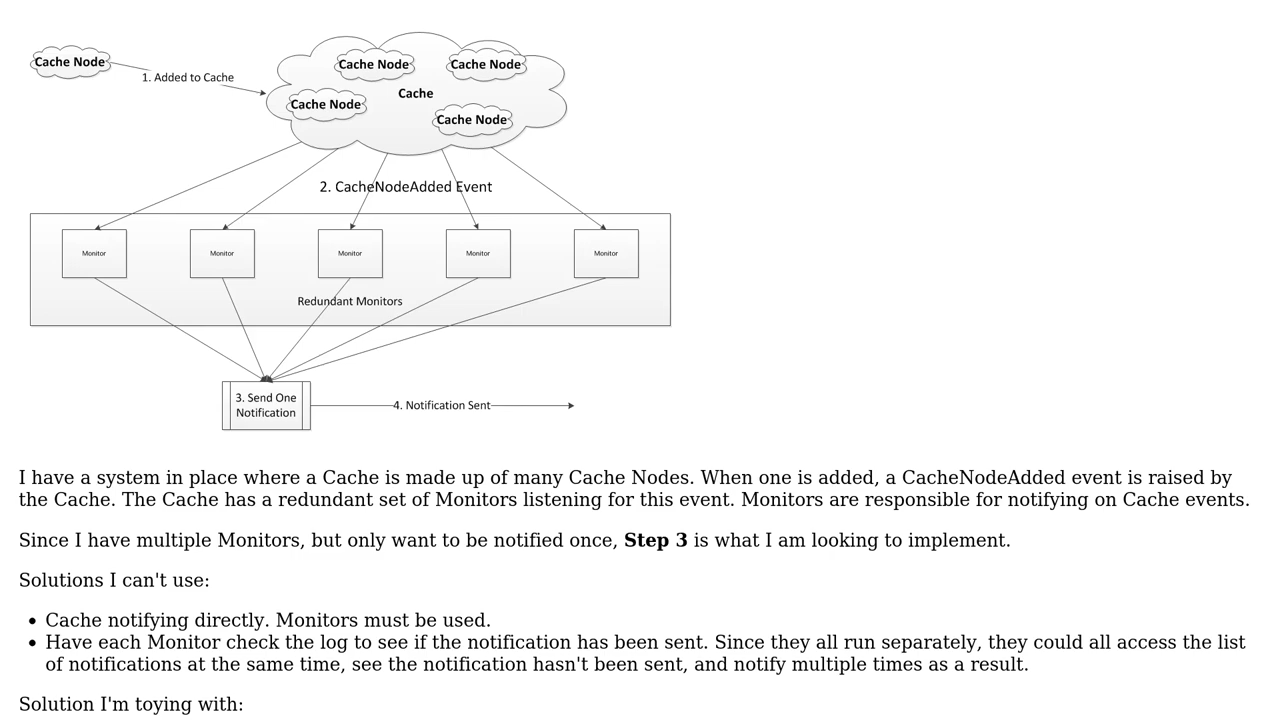 Cache Node
1. Added to Cache
Cache Node
Cache Node
Cache
Cache Node
Cache Node
2. CacheNodeAdded Event
Monitor
Monitor
Monitor
Monitor
Monitor
Redundant Monitors
3. Send One
Notification
4. Notification Sent
I have a system in place where a Cache is made up of many Cache Nodes. When one is added, a CacheNodeAdded event is raised by
the Cache. The Cache has a redundant set of Monitors listening for this event. Monitors are responsible for notifying on Cache events.
Since I have multiple Monitors, but only want to be notified once, Step 3 is what I am looking to implement.
Solutions I can't use:
• Cache notifying directly. Monitors must be used.
• Have each Monitor check the log to see if the notification has been sent. Since they all run separately, they could all access the list
of notifications at the same time, see the notification hasn't been sent, and notify multiple times as a result.
Solution I'm toying with: